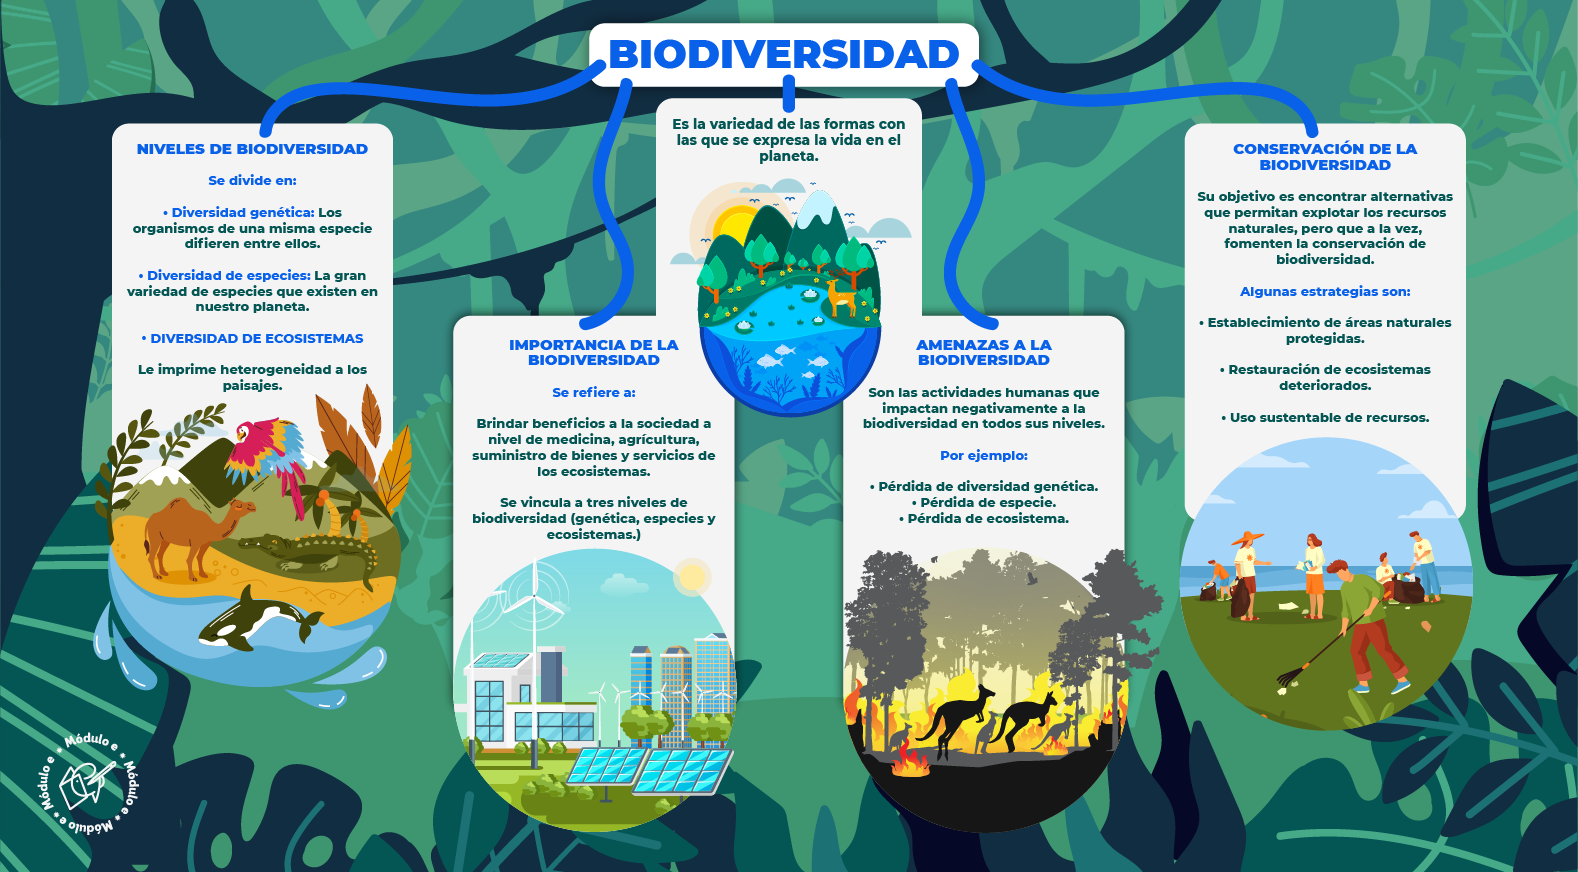 BIODIVERSIDAD
Es la variedad de las formas con
las que se expresa la vida en el
planeta.
NIVELES DE BIODIVERSIDAD
Se divide en:
• Diversidad genética: Los
organismos de una misma especie
difieren entre ellos.
• Diversidad de especies: La gran
variedad de especies que existen en
nuestro planeta.
• DIVERSIDAD DE ECOSISTEMAS
Le imprime heterogeneidad a los
paisajes.
IMPORTANCIA DE LA
BIODIVERSIDAD
Se refiere a:
Brindar beneficios a la sociedad a
nivel de medicina, agrícultura,
suministro de bienes y servicios de
los ecosistemas.
Se vincula a tres niveles de
biodiversidad (genética, especies y
ecosistemas.)
AMENAZAS A LA
BIODIVERSIDAD
Son las actividades humanas que
impactan negativamente a la
biodiversidad en todos sus niveles.
Por ejemplo:
• Pérdida de diversidad genética.
• Pérdida de especie.
• Pérdida de ecosistema.
CONSERVACIÓN DE LA
BIODIVERSIDAD
Su objetivo es encontrar alternativas
que permitan explotar los recursos
naturales, pero que a la vez,
fomenten la conservación de
biodiversidad.
Algunas estrategias son:
• Establecimiento de áreas naturales
protegidas.
• Restauración de ecosistemas
deteriorados.
• Uso sustentable de recursos.
Módulo e • Módulo e • Módulo e • Módulo e •